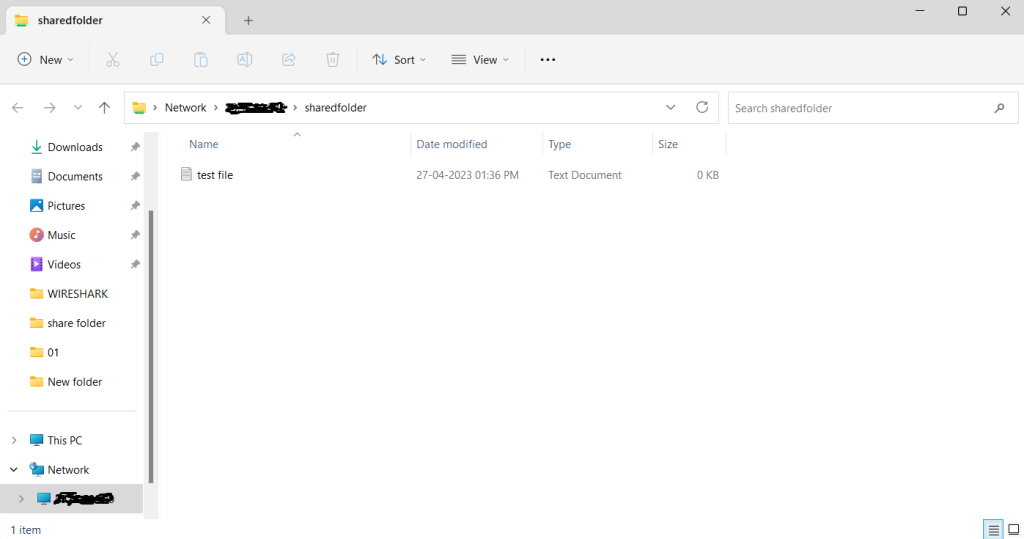 sharedfolder
New Sort View
Network sharedfolder Search sharedfolder
Name Date modified Type Size
test file 27-04-2023 01:36 PM Text Document 0 KB
Downloads
Documents
Pictures
Music
Videos
WIRESHARK
share folder
01
New folder
This PC
Network
1 item